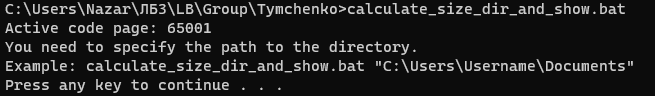 C:\Users\Nazar\ЛБ3\LB\Group\Tymchenko>calculate_size_dir_and_show.bat
Active code page: 65001
You need to specify the path to the directory.
Example: calculate_size_dir_and_show.bat "C:\Users\Username\Documents"
Press any key to continue . . .